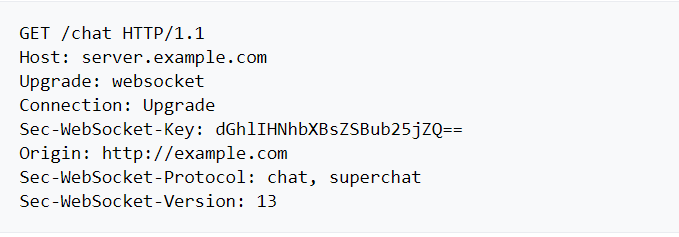 GET /chat HTTP/1.1
Host: server.example.com
Upgrade: websocket
Connection: Upgrade
Sec-WebSocket-Key: dGhlIHNhbXBsZSBub25jZQ==
Origin: http://example.com
Sec-WebSocket-Protocol: chat, superchat
Sec-WebSocket-Version: 13